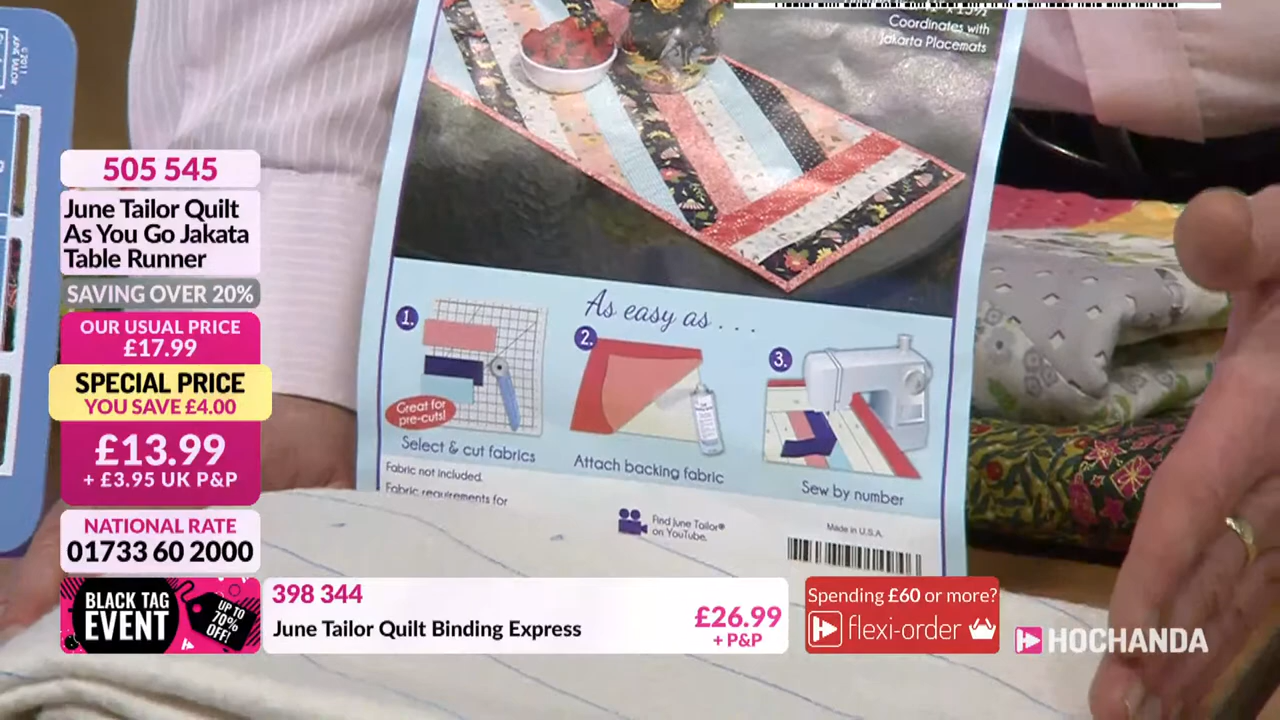 Coordinates with
Jakarta Placemats
©2011
JUNE TAILOR
505 545
June Tailor Quilt
As You Go Jakata
Table Runner
SAVING OVER 20%
OUR USUAL PRICE
£17.99
SPECIAL PRICE
YOU SAVE £4.00
£13.99
+ £3.95 UK P&P
NATIONAL RATE
01733 60 2000
As easy as . . .
1.
2.
3.
Great for
pre-cuts!
Select & cut fabrics
Attach backing fabric
Sew by number
Fabric not included.
Fabric requirements for
Find June Tailor®
on YouTube.
Made in U.S.A.
BLACK TAG
EVENT
UP TO
70%
OFF!
398 344
June Tailor Quilt Binding Express
£26.99
+ P&P
Spending £60 or more?
flexi-order
HOCHANDA